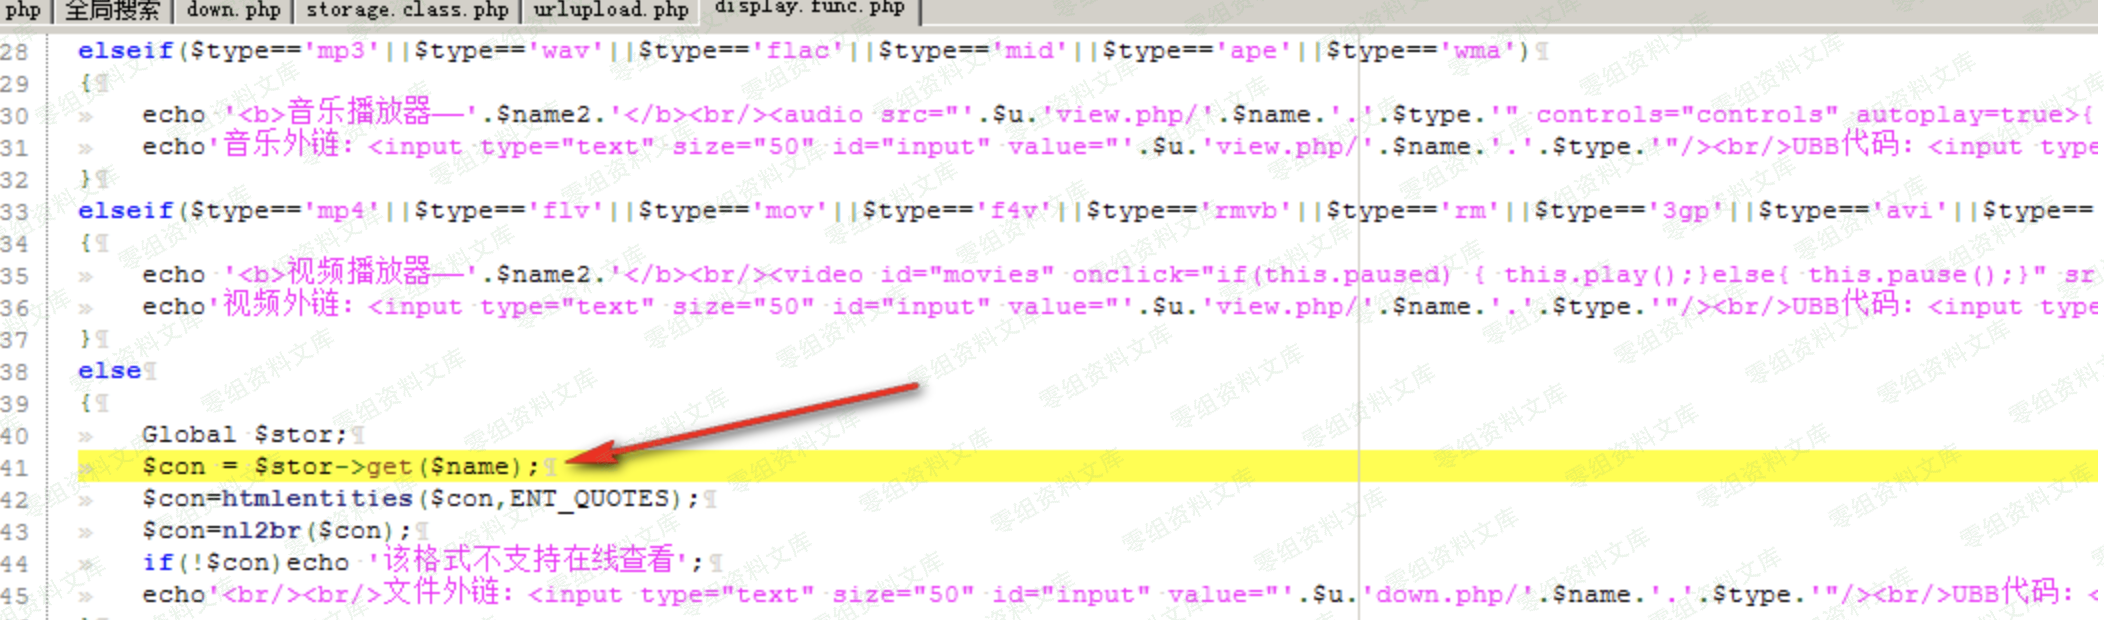 php 全局搜索 down.php storage.class.php urlupload.php display.func.php
28 elseif($type=='mp3'||$type=='wav'||$type=='flac'||$type=='mid'||$type=='ape'||$type=='wma')
29 {
30 echo '<b>音乐播放器——'.$name2.'</b><br/><audio src="'.$u.'view.php/'.$name.'.'.$type.'" controls="controls" autoplay=true>{
31 echo'音乐外链：<input type="text" size="50" id="input" value="'.$u.'view.php/'.$name.'.'.$type.'"/><br/>UBB代码：<input type
32 }
33 elseif($type=='mp4'||$type=='flv'||$type=='mov'||$type=='f4v'||$type=='rmvb'||$type=='rm'||$type=='3gp'||$type=='avi'||$type==
34 {
35 echo '<b>视频播放器——'.$name2.'</b><br/><video id="movies" onclick="if(this.paused) { this.play();}else{ this.pause();}" sr
36 echo'视频外链：<input type="text" size="50" id="input" value="'.$u.'view.php/'.$name.'.'.$type.'"/><br/>UBB代码：<input type
37 }
38 else
39 {
40 Global $stor;
41 $con = $stor->get($name);
42 $con=htmlentities($con,ENT_QUOTES);
43 $con=nl2br($con);
44 if(!$con)echo '该格式不支持在线查看';
45 echo'<br/><br/>文件外链：<input type="text" size="50" id="input" value="'.$u.'down.php/'.$name.'.'.$type.'"/><br/>UBB代码：<
零组资料文库